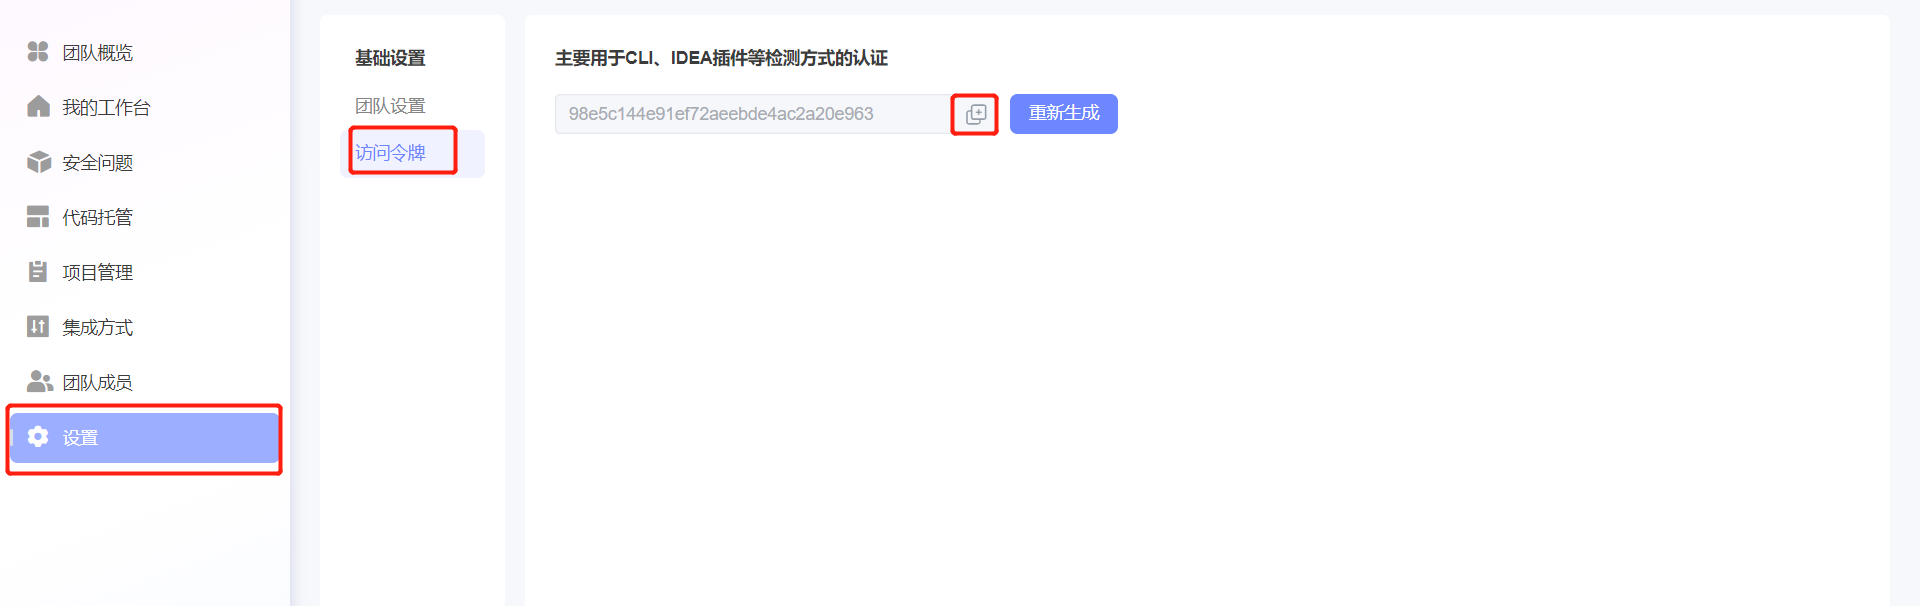 团队概览
我的工作台
安全问题
代码托管
项目管理
集成方式
团队成员
设置
基础设置
团队设置
访问令牌
主要用于CLI、IDEA插件等检测方式的认证
98e5c144e91ef72aeebde4ac2a20e963
重新生成